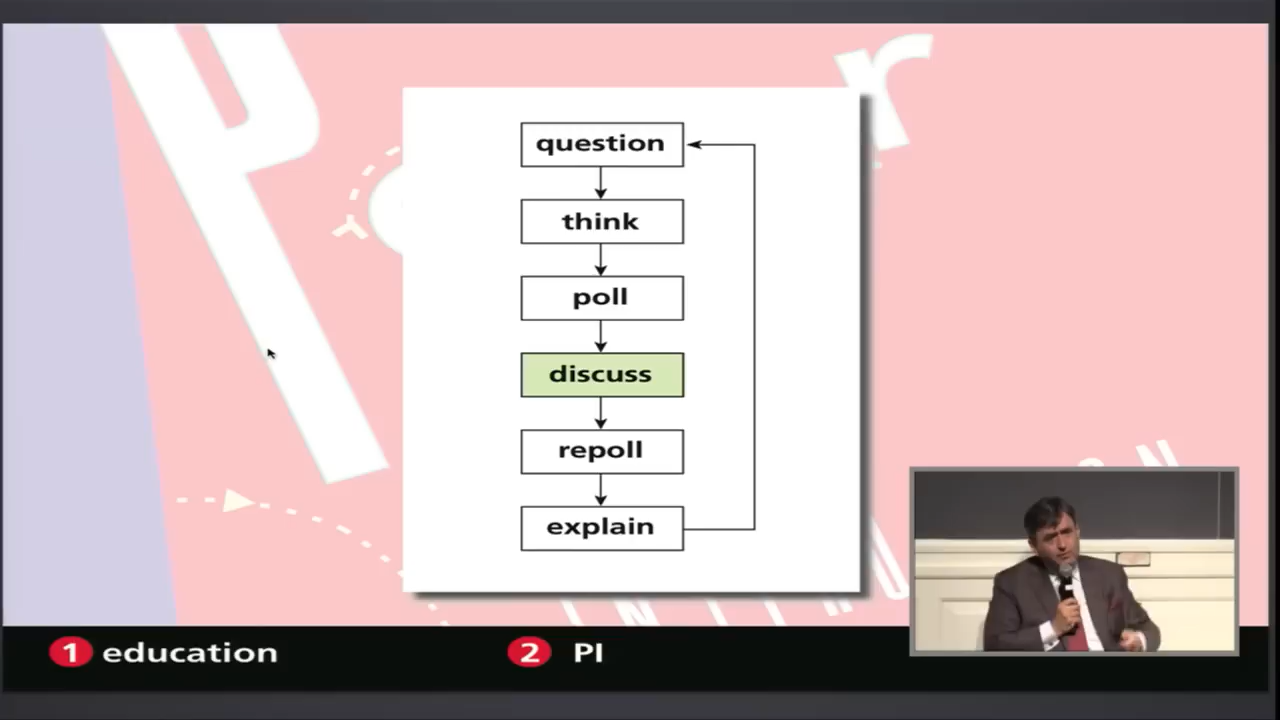 question
think
poll
discuss
repoll
explain
1 education
2 PI